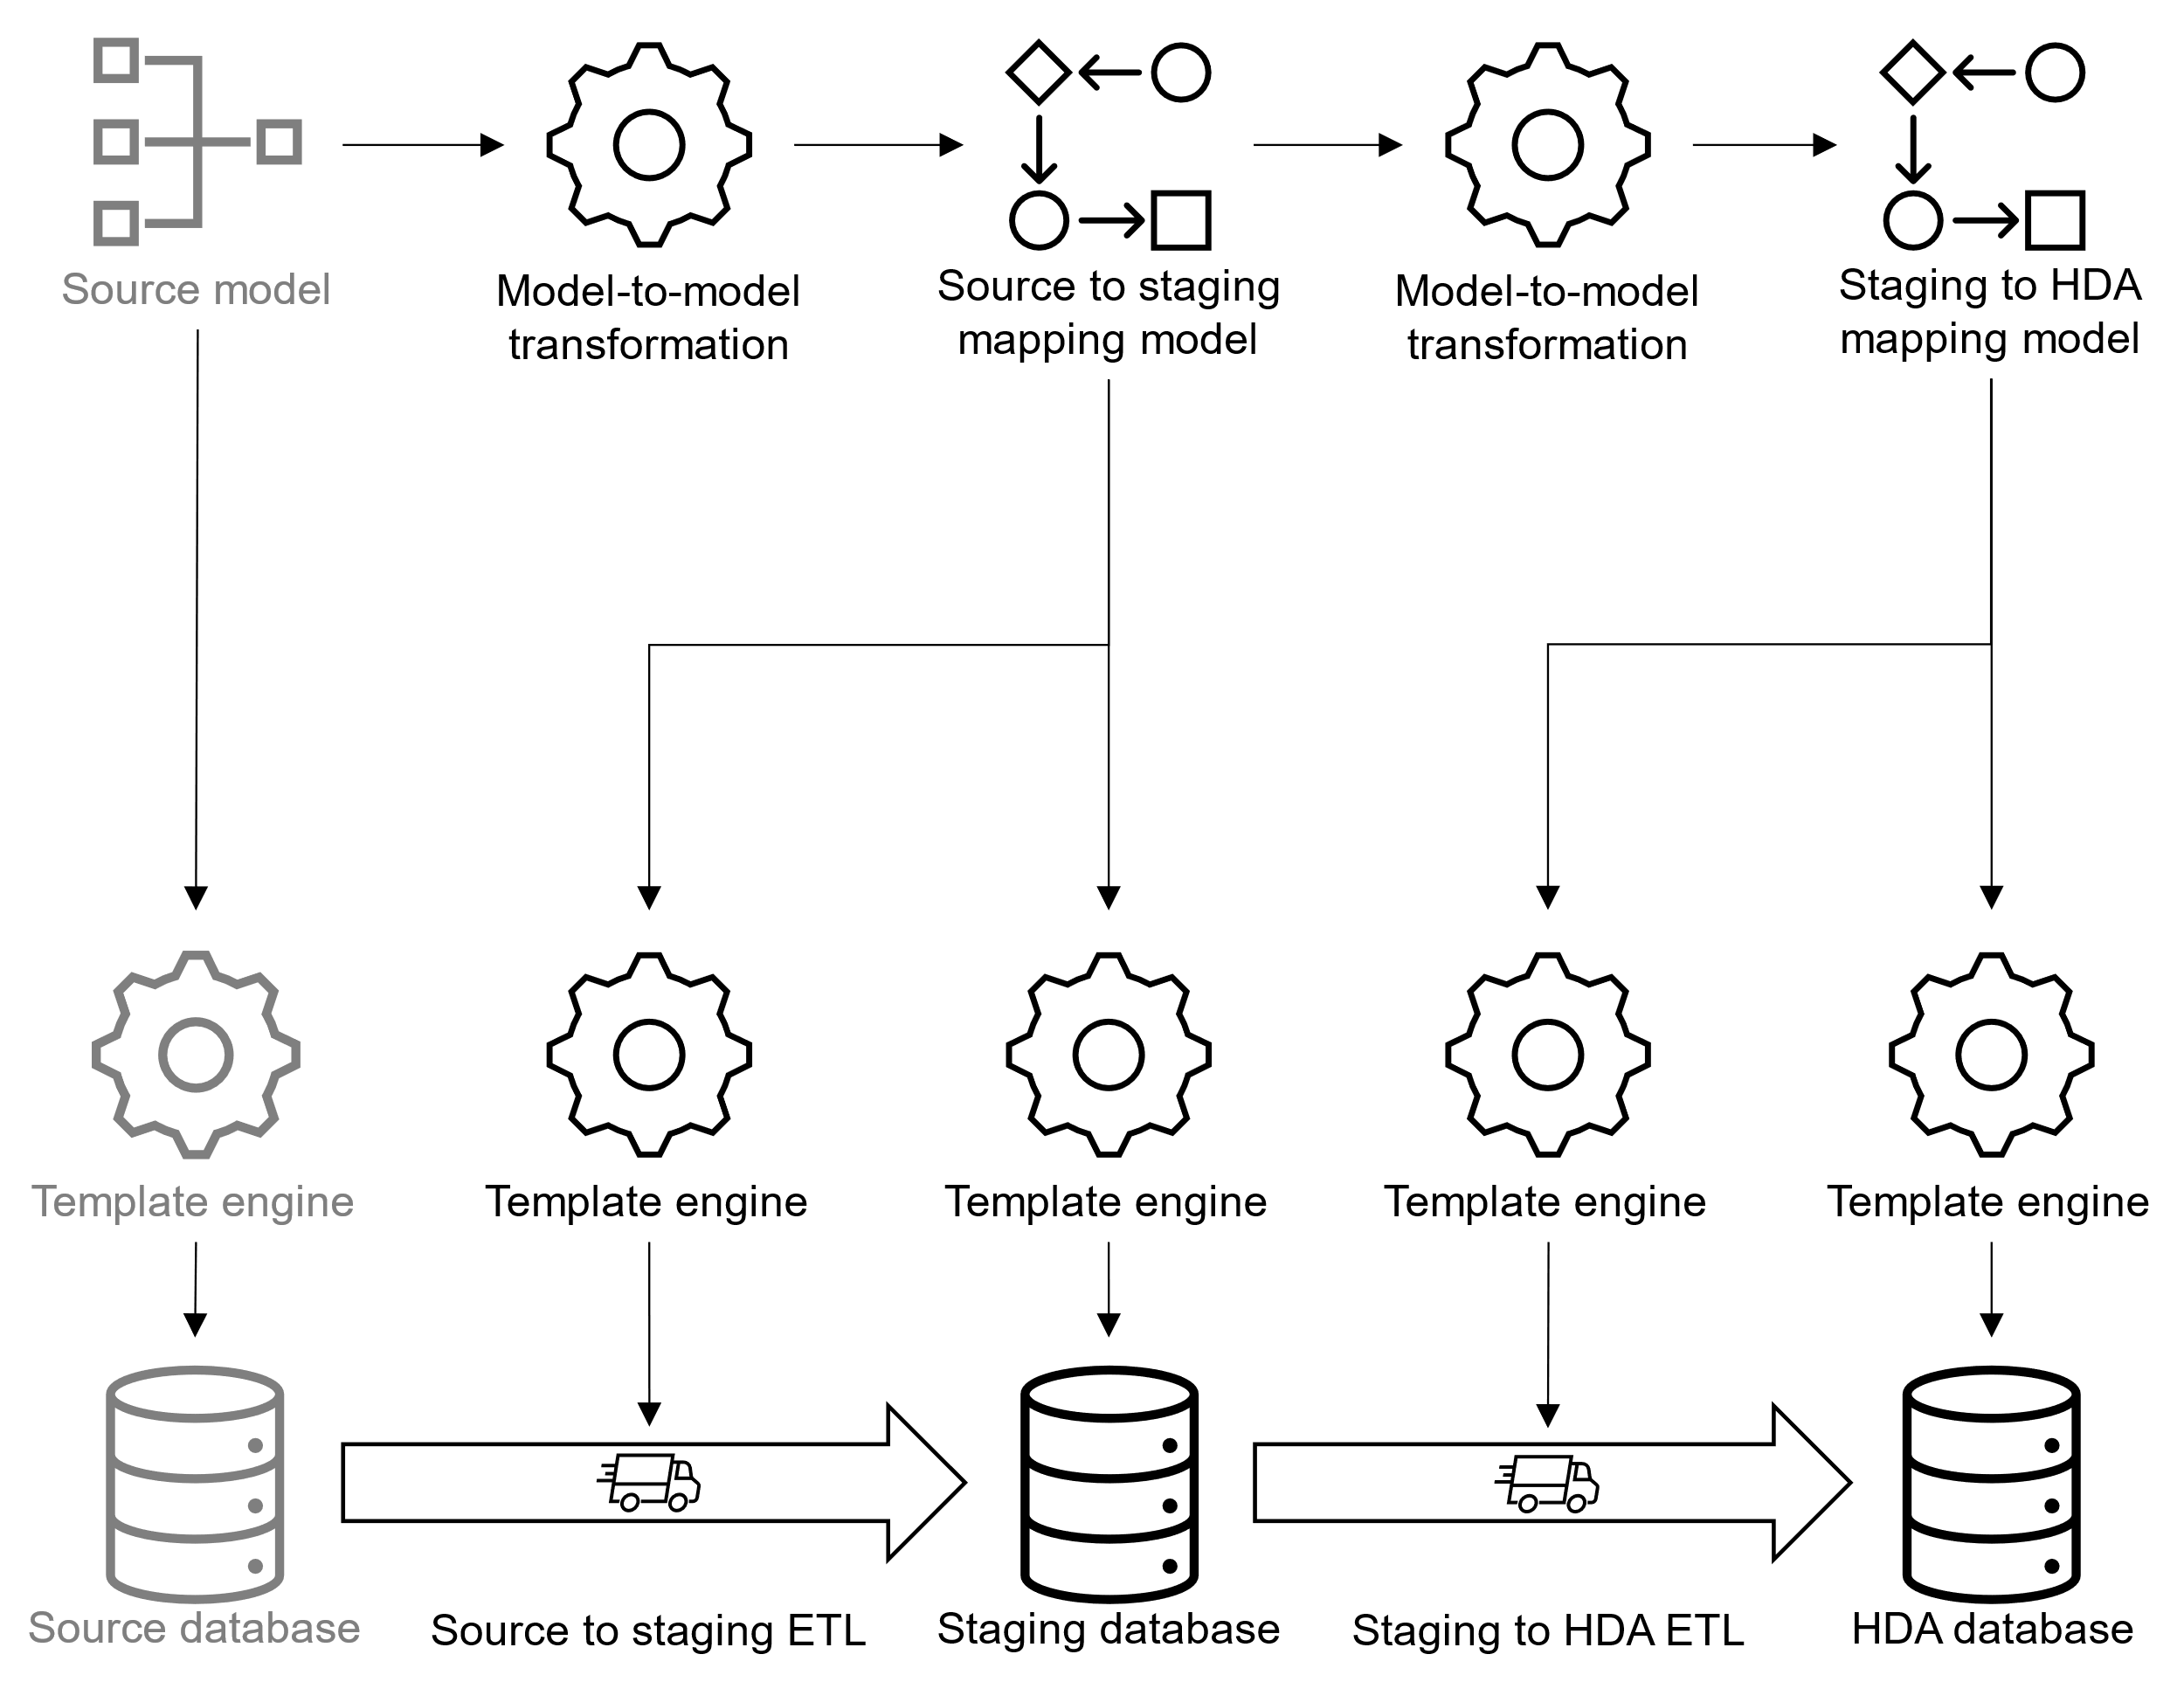 Source model
Model-to-model
transformation
Source to staging
mapping model
Model-to-model
transformation
Staging to HDA
mapping model
Template engine
Template engine
Template engine
Template engine
Template engine
Source database
Source to staging ETL
Staging database
Staging to HDA ETL
HDA database